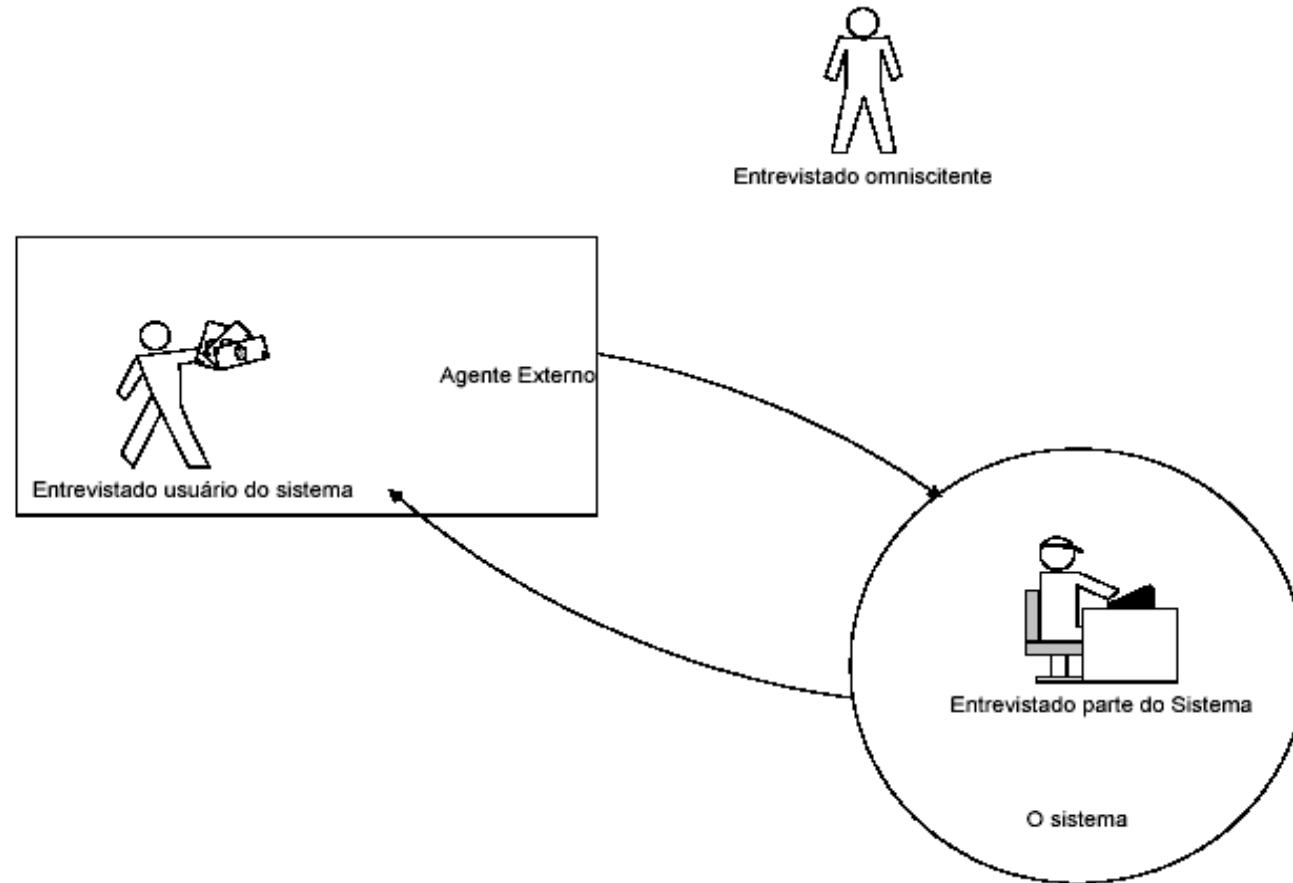 Entrevistado omniscitente
Agente Externo
Entrevistado usuário do sistema
Entrevistado parte do Sistema
O sistema